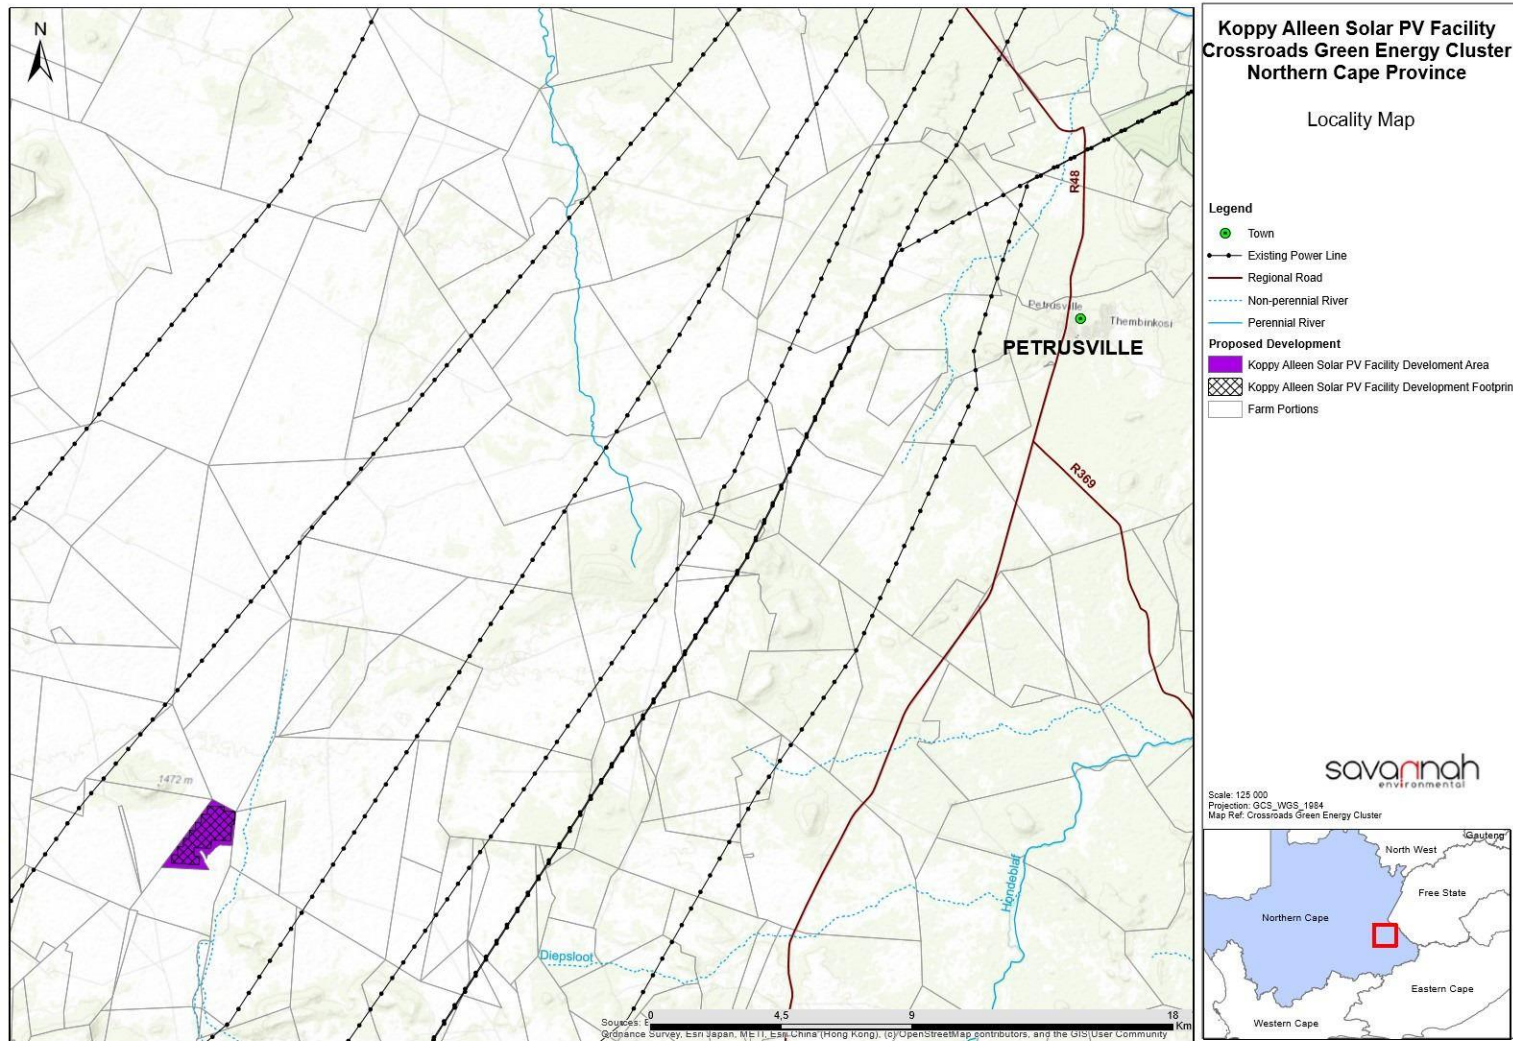 N
R48
Petrusville
Thembinkosi
PETRUSVILLE
R369
1472 m
Hondeblaf
Diepsloot
0 4,5 9 18
Km
Sources: E
Ordnance Survey, Esri Japan, METI, Esri China (Hong Kong), (c) OpenStreetMap contributors, and the GIS User Community
Koppy Alleen Solar PV Facility
Crossroads Green Energy Cluster
Northern Cape Province
Locality Map
Legend
Town
Existing Power Line
Regional Road
Non-perennial River
Perennial River
Proposed Development
Koppy Alleen Solar PV Facility Develoment Area
Koppy Alleen Solar PV Facility Development Footprin
Farm Portions
savannah
environmental
Scale: 125 000
Projection: GCS_WGS_1984
Map Ref: Crossroads Green Energy Cluster
Gauteng
North West
Free State
Northern Cape
Eastern Cape
Western Cape